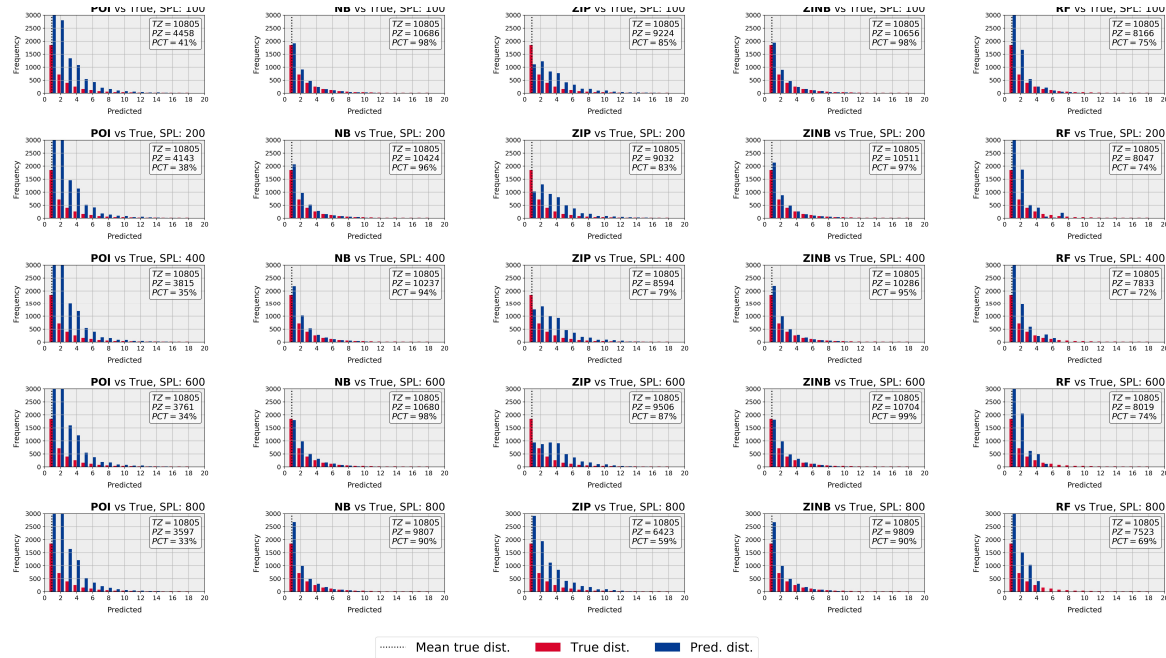 POI vs True, SPL: 100
NB vs True, SPL: 100
ZIP vs True, SPL: 100
ZINB vs True, SPL: 100
RF vs True, SPL: 100
TZ = 10805
PZ = 4458
PCT = 41%
TZ = 10805
PZ = 10686
PCT = 98%
TZ = 10805
PZ = 9224
PCT = 85%
TZ = 10805
PZ = 10656
PCT = 98%
TZ = 10805
PZ = 8166
PCT = 75%
Frequency
3000
2500
2000
1500
1000
500
0
0 2 4 6 8 10 12 14 16 18 20
Predicted
POI vs True, SPL: 200
NB vs True, SPL: 200
ZIP vs True, SPL: 200
ZINB vs True, SPL: 200
RF vs True, SPL: 200
TZ = 10805
PZ = 4143
PCT = 38%
TZ = 10805
PZ = 10424
PCT = 96%
TZ = 10805
PZ = 9032
PCT = 83%
TZ = 10805
PZ = 10511
PCT = 97%
TZ = 10805
PZ = 8047
PCT = 74%
POI vs True, SPL: 400
NB vs True, SPL: 400
ZIP vs True, SPL: 400
ZINB vs True, SPL: 400
RF vs True, SPL: 400
TZ = 10805
PZ = 3815
PCT = 35%
TZ = 10805
PZ = 10237
PCT = 94%
TZ = 10805
PZ = 8594
PCT = 79%
TZ = 10805
PZ = 10286
PCT = 95%
TZ = 10805
PZ = 7833
PCT = 72%
POI vs True, SPL: 600
NB vs True, SPL: 600
ZIP vs True, SPL: 600
ZINB vs True, SPL: 600
RF vs True, SPL: 600
TZ = 10805
PZ = 3761
PCT = 34%
TZ = 10805
PZ = 10680
PCT = 98%
TZ = 10805
PZ = 9506
PCT = 87%
TZ = 10805
PZ = 10704
PCT = 99%
TZ = 10805
PZ = 8019
PCT = 74%
POI vs True, SPL: 800
NB vs True, SPL: 800
ZIP vs True, SPL: 800
ZINB vs True, SPL: 800
RF vs True, SPL: 800
TZ = 10805
PZ = 3597
PCT = 33%
TZ = 10805
PZ = 9807
PCT = 90%
TZ = 10805
PZ = 6423
PCT = 59%
TZ = 10805
PZ = 9809
PCT = 90%
TZ = 10805
PZ = 7523
PCT = 69%
Mean true dist.
True dist.
Pred. dist.